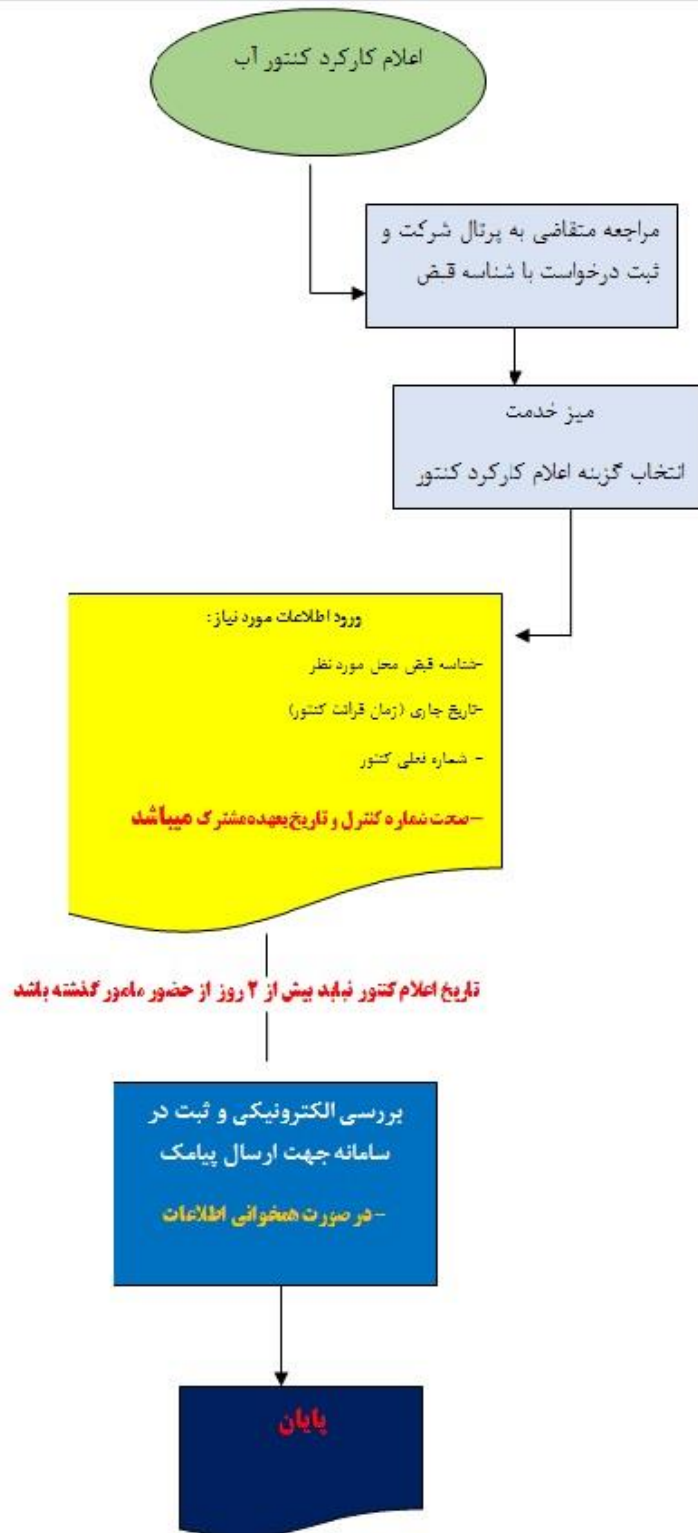 اعلام کارکرد کنتور آب
مراجعه متقاضی به پرتال شرکت و
ثبت درخواست با شناسه قبض
میز خدمت
انتخاب گزینه اعلام کارکرد کنتور
ورود اطلاعات مورد نیاز:
-شناسه قبض محل مورد نظر
-تاریخ جاری (زمان قرائت کنتور)
- شماره فعلی کنتور
-صحت شماره کنترل و تاریخ بعهده مشترک میباشد
تاریخ اعلام کنتور نباید بیش از ۲ روز از حضور مامور گذشته باشد
بررسی الکترونیکی و ثبت در
سامانه جهت ارسال پیامک
- در صورت همخوانی اطلاعات
پایان